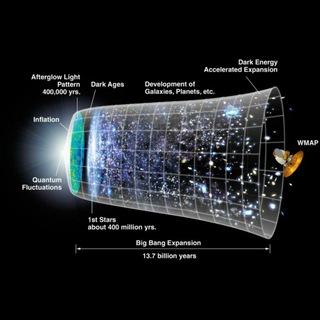 Dark Energy
Accelerated Expansion
Afterglow Light
Pattern
400,000 yrs.
Dark Ages
Development of
Galaxies, Planets, etc.
Inflation
WMAP
Quantum
Fluctuations
1st Stars
about 400 million yrs.
Big Bang Expansion
13.7 billion years